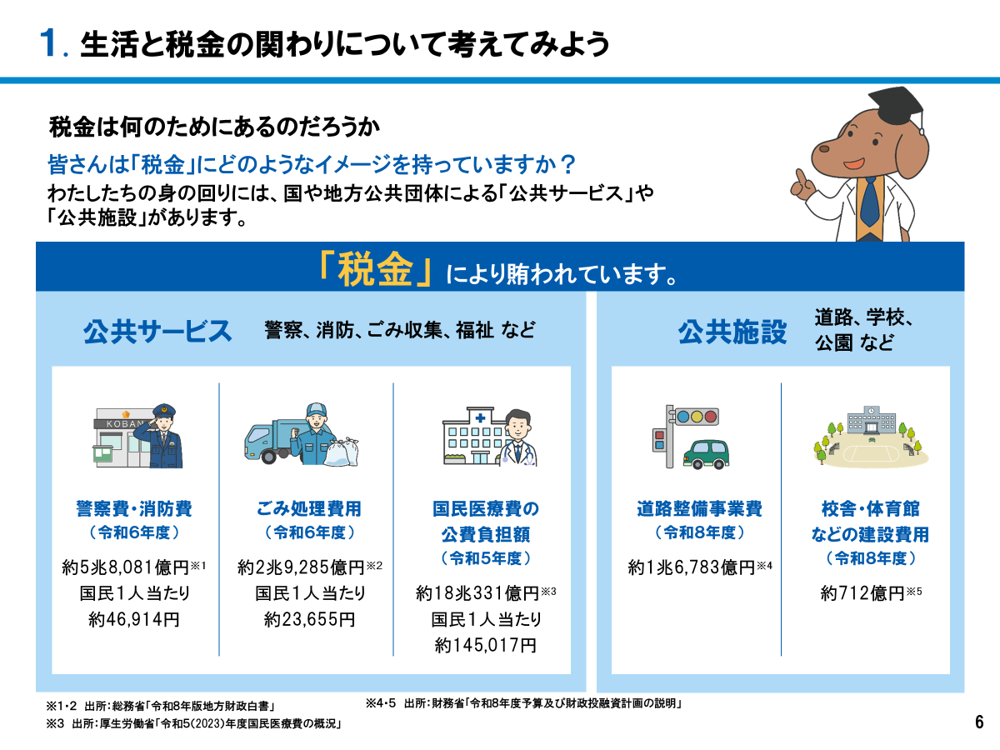 1. 生活と税金の関わりについて考えてみよう
税金は何のためにあるのだろうか
皆さんは「税金」にどのようなイメージを持っていますか？
わたしたちの身の回りには、国や地方公共団体による「公共サービス」や
「公共施設」があります。
「税金」により賄われています。
公共サービス 警察、消防、ごみ収集、福祉 など
KOBAN
警察費・消防費
（令和6年度）
約5兆8,081億円※1
国民1人当たり
約46,914円
ごみ処理費用
（令和6年度）
約2兆9,285億円※2
国民1人当たり
約23,655円
国民医療費の
公費負担額
（令和5年度）
約18兆331億円※3
国民1人当たり
約145,017円
公共施設
道路、学校、
公園 など
道路整備事業費
（令和8年度）
約1兆6,783億円※4
校舎・体育館
などの建設費用
（令和8年度）
約712億円※5
※1・2 出所：総務省「令和8年版地方財政白書」
※3 出所：厚生労働省「令和5（2023）年度国民医療費の概況」
※4・5 出所：財務省「令和8年度予算及び財政投融資計画の説明」
6